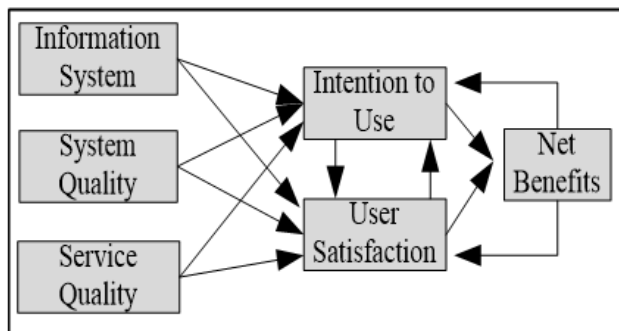 Information
System
System
Quality
Service
Quality
Intention to
Use
User
Satisfaction
Net
Benefits